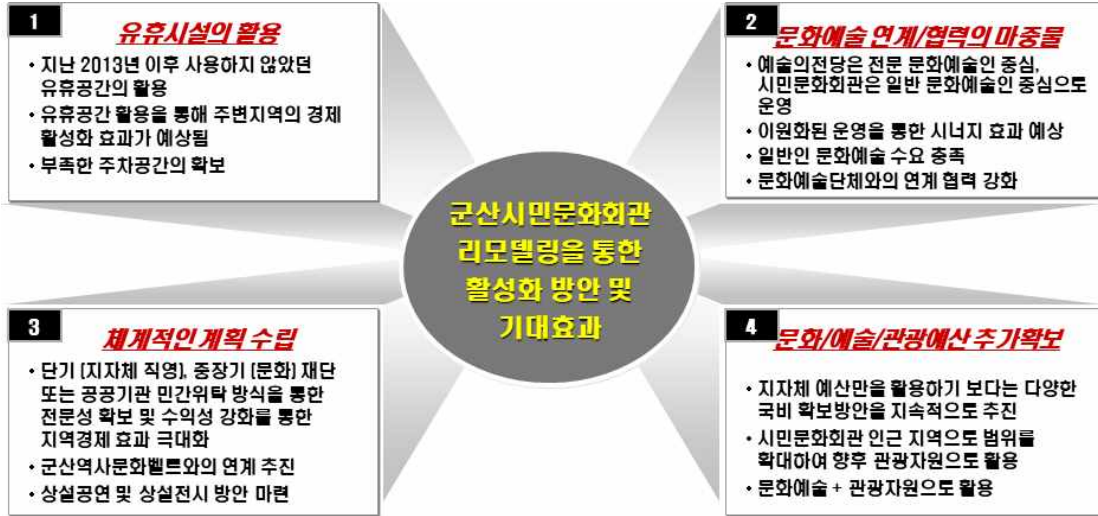 1
유휴시설의 활용
• 지난 2013년 이후 사용하지 않았던
유휴공간의 활용
• 유휴공간 활용을 통해 주변지역의 경제
활성화 효과가 예상됨
• 부족한 주차공간의 확보
2
문화예술 연계/협력의 마중물
• 예술의전당은 전문 문화예술인 중심,
시민문화회관은 일반 문화예술인 중심으로
운영
• 이원화된 운영을 통한 시너지 효과 예상
• 일반인 문화예술 수요 충족
• 문화예술단체와의 연계 협력 강화
군산시민문화회관
리모델링을 통한
활성화 방안 및
기대효과
3
체계적인 계획 수립
• 단기 (지자체 직영), 중장기 (문화) 재단
또는 공공기관 민간위탁 방식을 통한
전문성 확보 및 수익성 강화를 통한
지역경제 효과 극대화
• 군산역사문화벨트와의 연계 추진
• 상설공연 및 상설전시 방안 마련
4
문화/예술/관광예산 추가확보
• 지자체 예산만을 활용하기 보다는 다양한
국비 확보방안을 지속적으로 추진
• 시민문화회관 인근 지역으로 범위를
확대하여 향후 관광자원으로 활용
• 문화예술 + 관광자원으로 활용